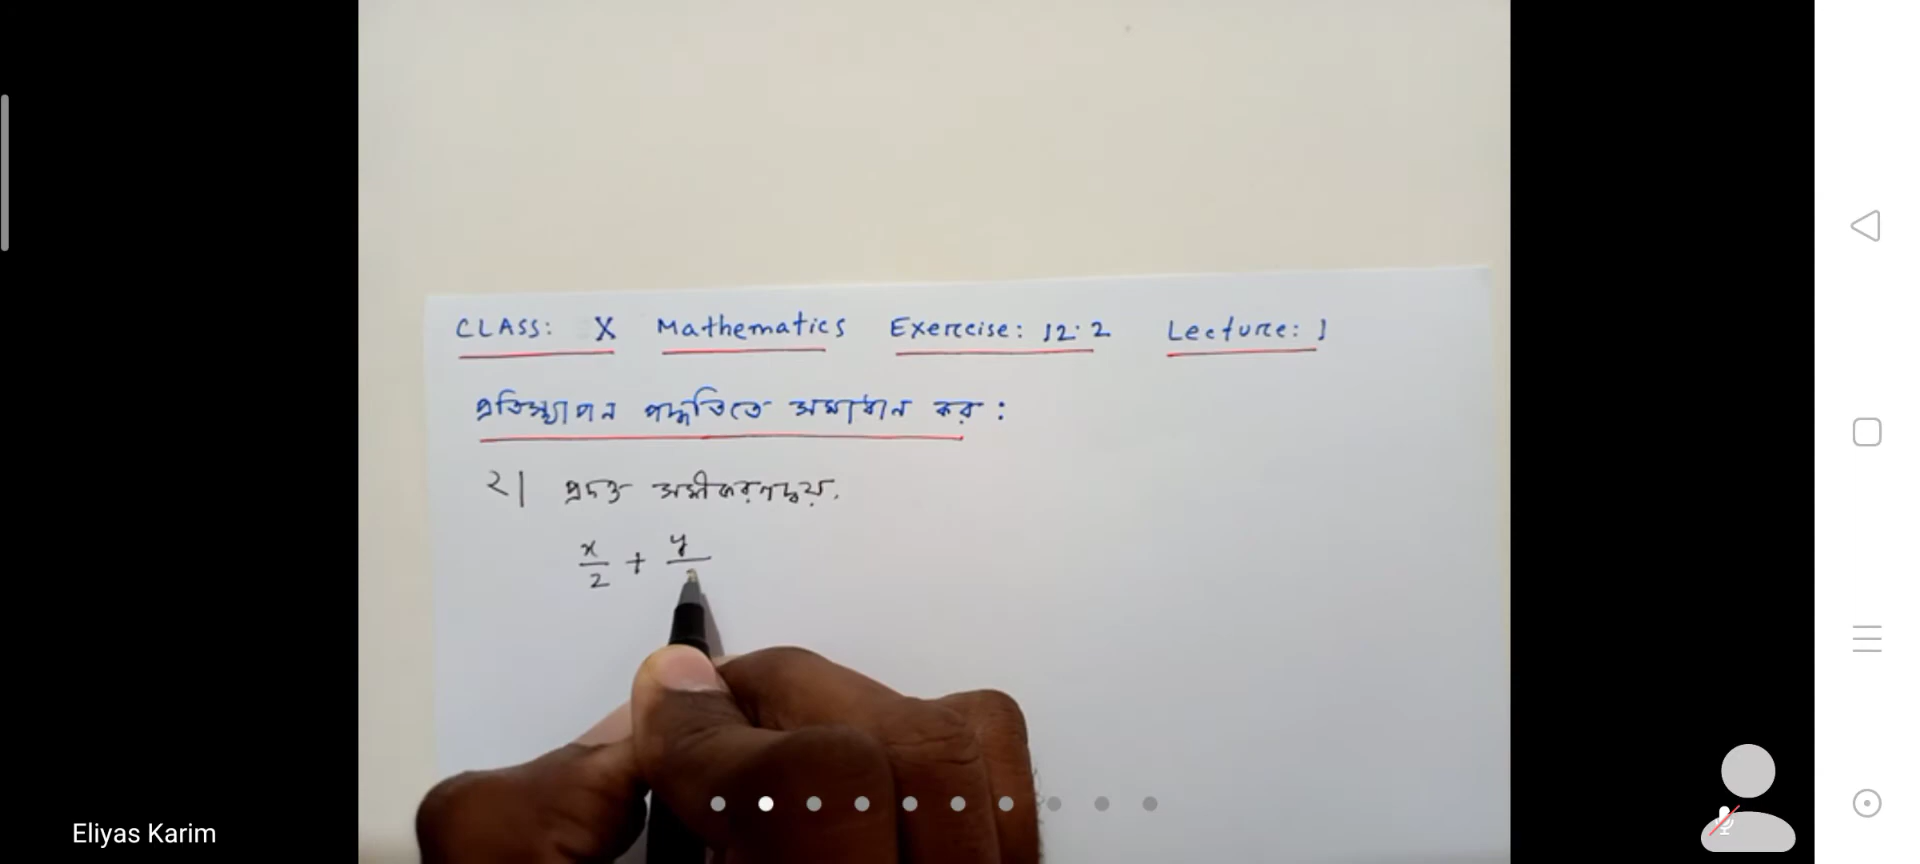 CLASS: X Mathematics Exercise: 12.2 Lecture: 1
প্রতিস্থাপন পদ্ধতিতে সমাধান কর :
২| প্রদত্ত সমীকরণদ্বয়,
x/2 + y/
Eliyas Karim